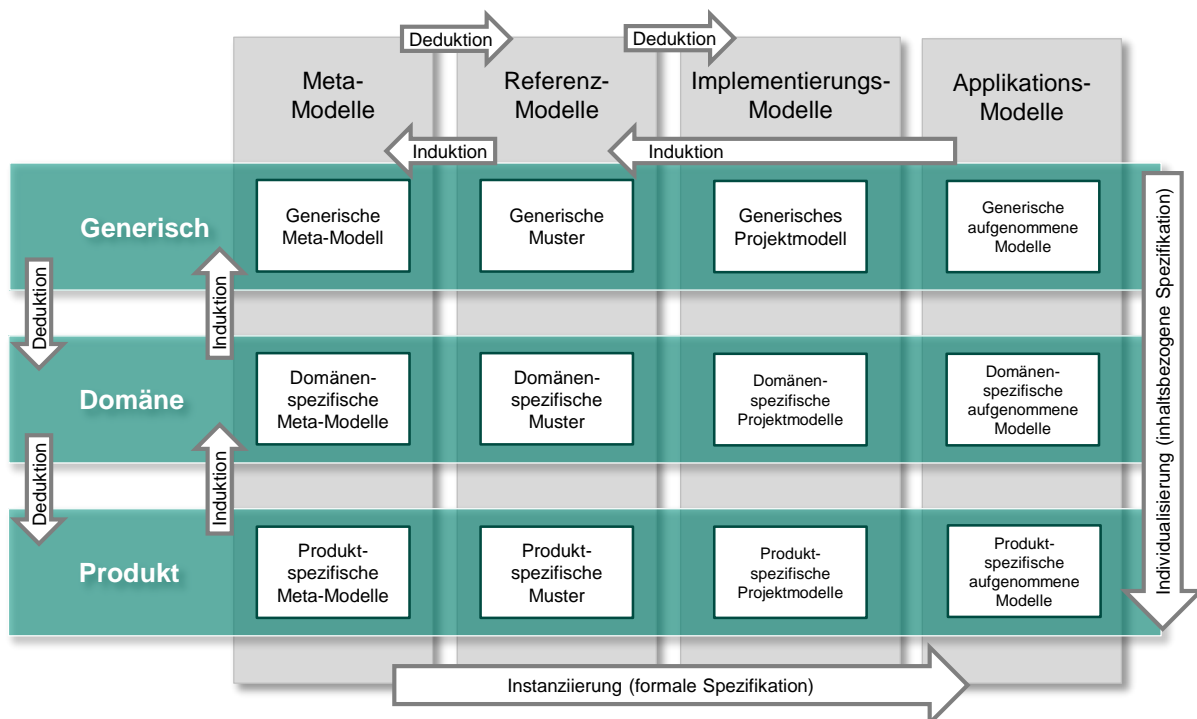 Deduktion
Deduktion
Meta-
Modelle
Referenz-
Modelle
Implementierungs-
Modelle
Applikations-
Modelle
Induktion
Induktion
Generisch
Generische
Meta-Modell
Generische
Muster
Generisches
Projektmodell
Generische
aufgenommene
Modelle
Deduktion
Induktion
Domäne
Domänen-
spezifische
Meta-Modelle
Domänen-
spezifische
Muster
Domänen-
spezifische
Projektmodelle
Domänen-
spezifische
aufgenommene
Modelle
Deduktion
Induktion
Produkt
Produkt-
spezifische
Meta-Modelle
Produkt-
spezifische
Muster
Produkt-
spezifische
Projektmodelle
Produkt-
spezifische
aufgenommene
Modelle
Individualisierung (inhaltsbezogene Spezifikation)
Instanziierung (formale Spezifikation)